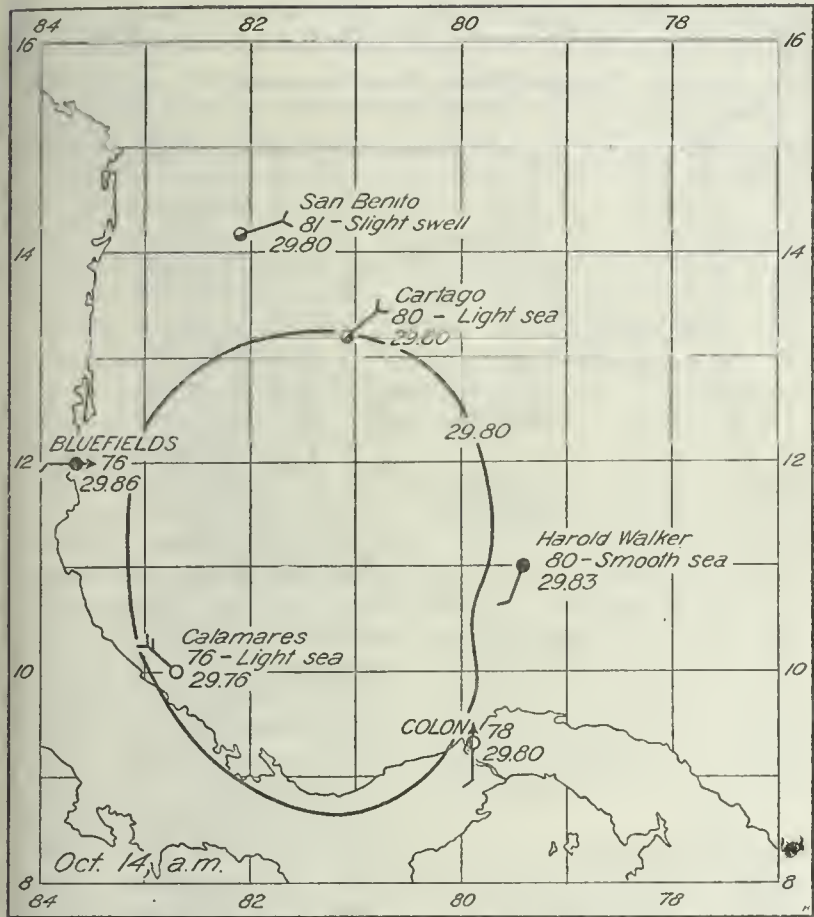 84 82 80 78
16 16
San Benito
81 - Slight swell
29.80
14 14
Cartago
80 - Light sea
29.80
29.80
BLUEFIELDS
12 76 12
29.86
Harold Walker
80 - Smooth sea
29.83
Calamares
76 - Light sea
10 29.76 10
COLON 78
29.80
Oct. 14 a.m.
8 8
84 82 80 78